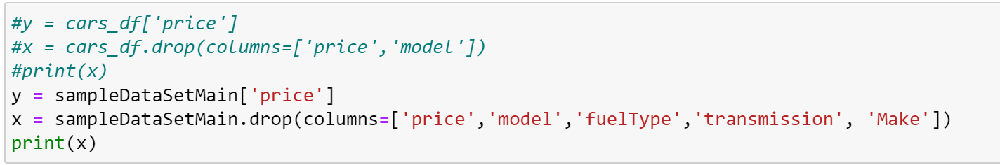 #y = cars_df['price']
#x = cars_df.drop(columns=['price','model'])
#print(x)
y = sampleDataSetMain['price']
x = sampleDataSetMain.drop(columns=['price','model','fuelType','transmission', 'Make'])
print(x)